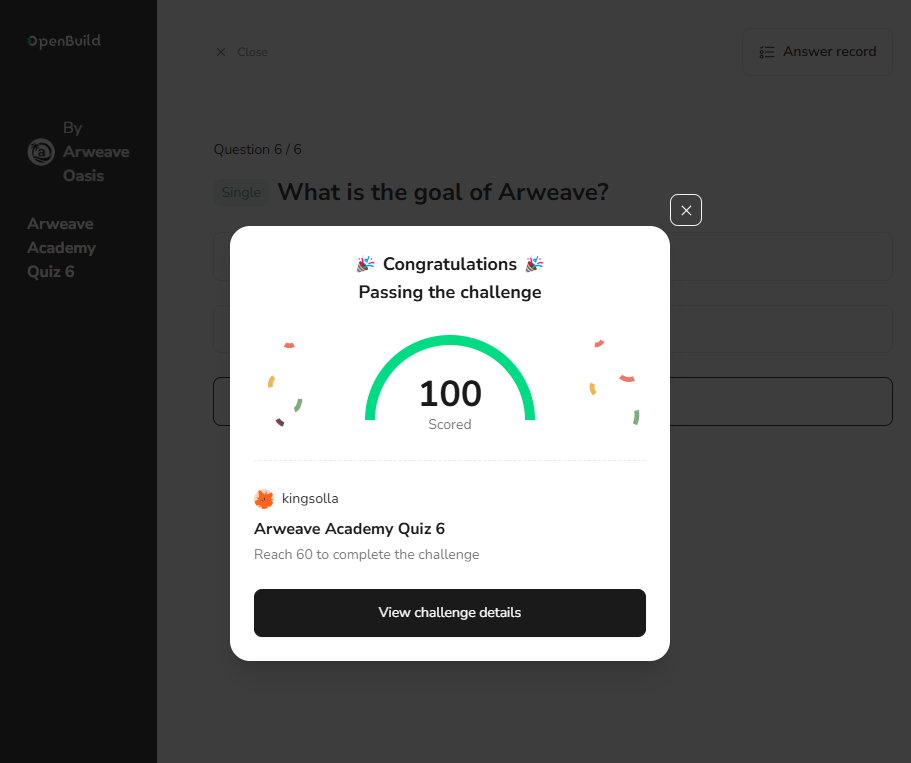 OpenBuild
Close
Answer record
By
Arweave
Oasis
Arweave
Academy
Quiz 6
Question 6 / 6
Single What is the goal of Arweave?
Congratulations
Passing the challenge
100
Scored
kingsolla
Arweave Academy Quiz 6
Reach 60 to complete the challenge
View challenge details